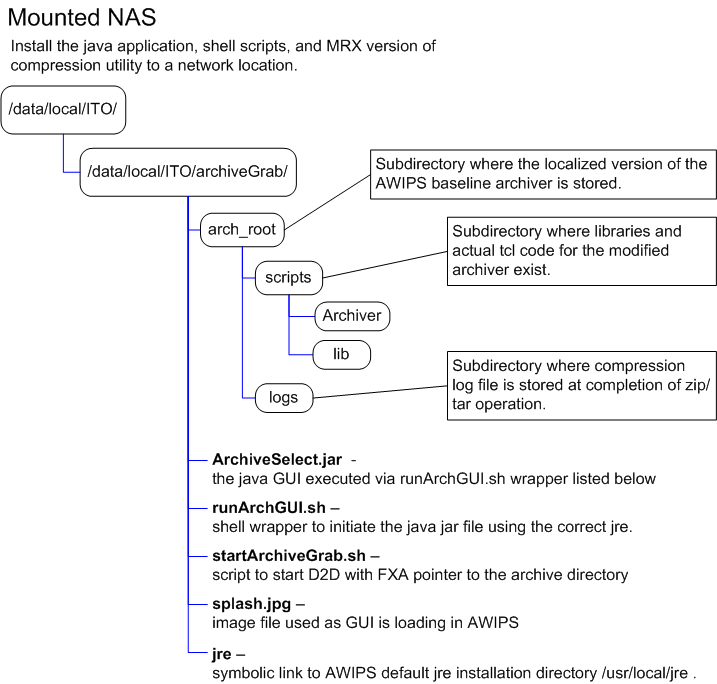 Mounted NAS
Install the java application, shell scripts, and MRX version of
compression utility to a network location.
/data/local/ITO/
/data/local/ITO/archiveGrab/
Subdirectory where the localized version of the
AWIPS baseline archiver is stored.
arch_root
Subdirectory where libraries and
actual tcl code for the modified
archiver exist.
scripts
Archiver
lib
Subdirectory where compression
log file is stored at completion of zip/
tar operation.
logs
ArchiveSelect.jar -
the java GUI executed via runArchGUI.sh wrapper listed below
runArchGUI.sh –
shell wrapper to initiate the java jar file using the correct jre.
startArchiveGrab.sh –
script to start D2D with FXA pointer to the archive directory
splash.jpg –
image file used as GUI is loading in AWIPS
jre –
symbolic link to AWIPS default jre installation directory /usr/local/jre .